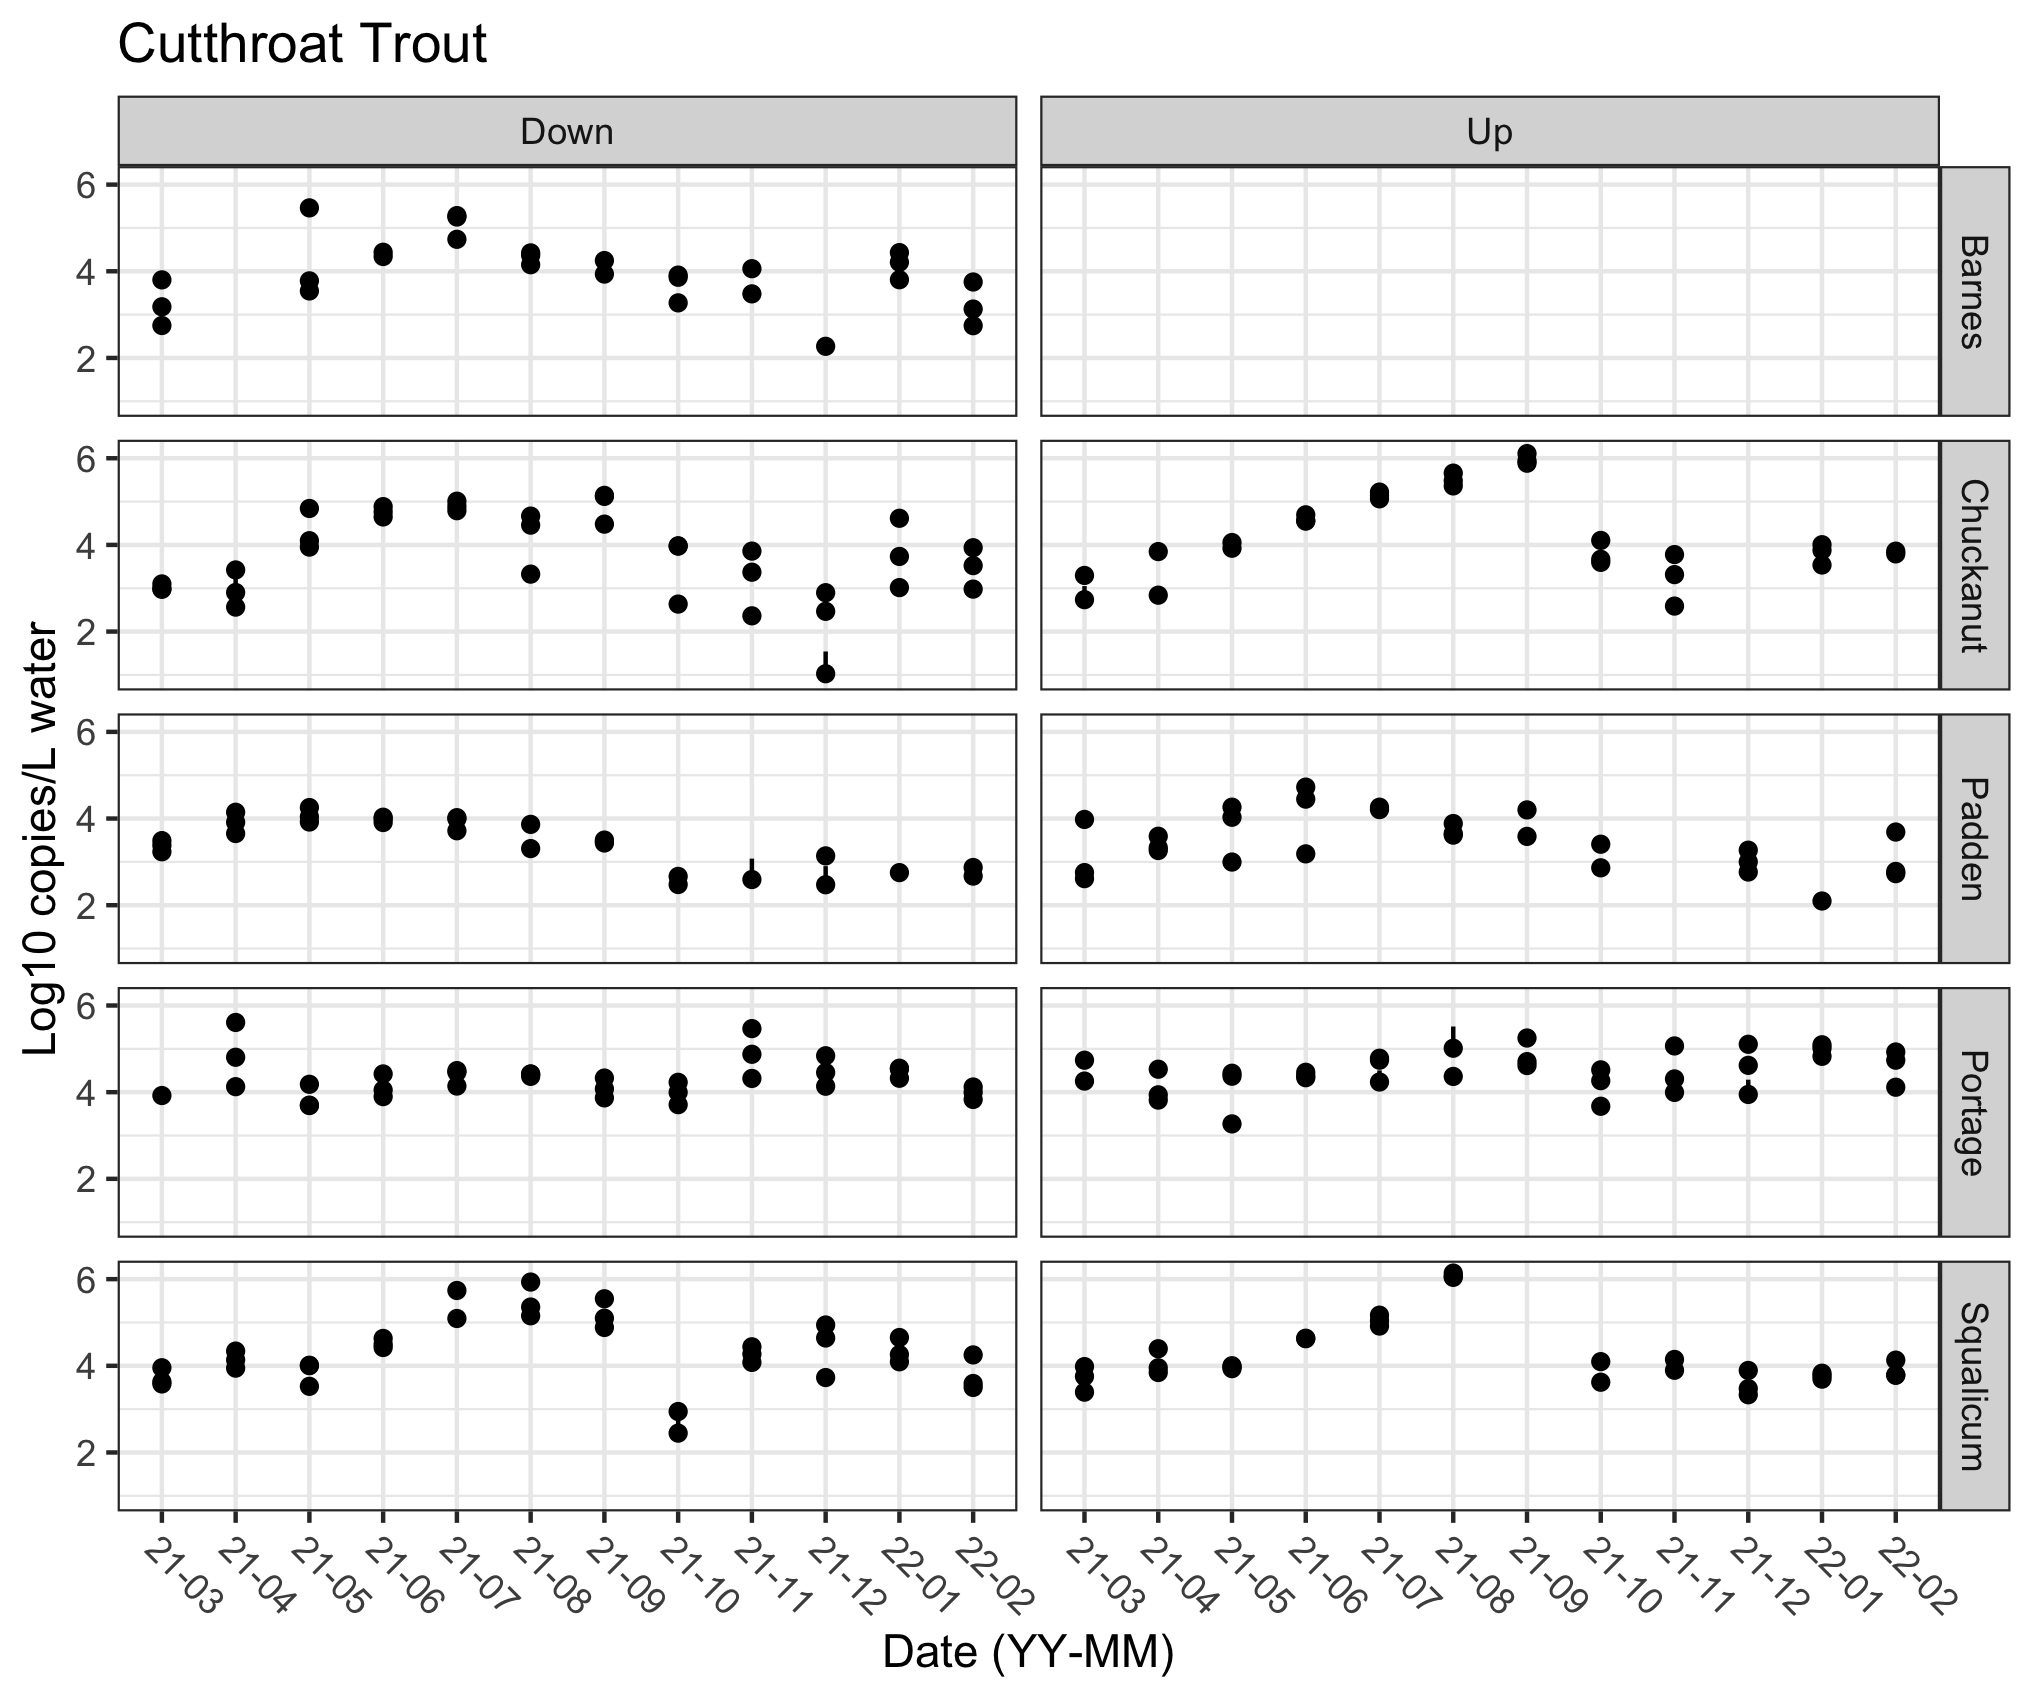 Cutthroat Trout
Down
Up
6
4
2
Barnes
6
4
2
Chuckanut
6
4
2
Padden
6
4
2
Portage
6
4
2
Squalicum
Log10 copies/L water
21-03 21-04 21-05 21-06 21-07 21-08 21-09 21-10 21-11 21-12 22-01 22-02
21-03 21-04 21-05 21-06 21-07 21-08 21-09 21-10 21-11 21-12 22-01 22-02
Date (YY-MM)